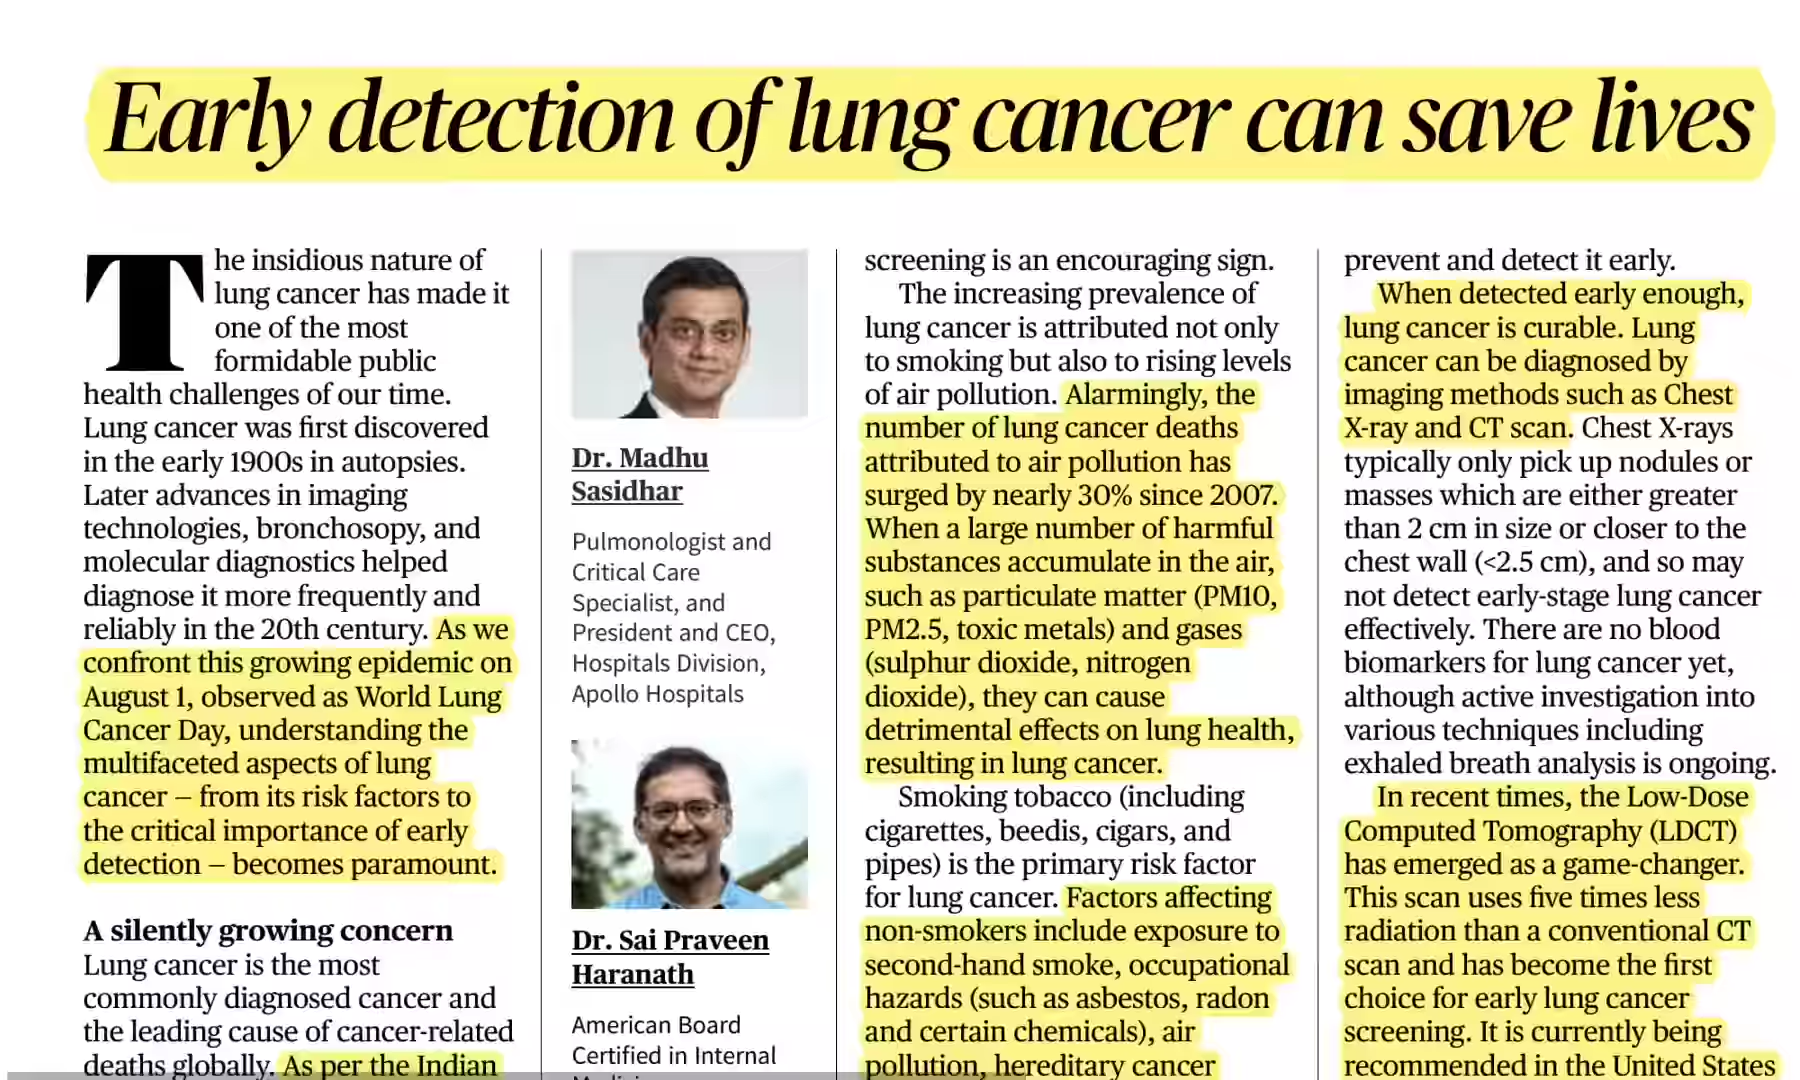 Early detection of lung cancer can save lives
The insidious nature of
lung cancer has made it
one of the most
formidable public
health challenges of our time.
Lung cancer was first discovered
in the early 1900s in autopsies.
Later advances in imaging
technologies, bronchosopy, and
molecular diagnostics helped
diagnose it more frequently and
reliably in the 20th century. As we
confront this growing epidemic on
August 1, observed as World Lung
Cancer Day, understanding the
multifaceted aspects of lung
cancer – from its risk factors to
the critical importance of early
detection – becomes paramount.
A silently growing concern
Lung cancer is the most
commonly diagnosed cancer and
the leading cause of cancer-related
deaths globally. As per the Indian
Dr. Madhu
Sasidhar
Pulmonologist and
Critical Care
Specialist, and
President and CEO,
Hospitals Division,
Apollo Hospitals
Dr. Sai Praveen
Haranath
American Board
Certified in Internal
screening is an encouraging sign.
The increasing prevalence of
lung cancer is attributed not only
to smoking but also to rising levels
of air pollution. Alarmingly, the
number of lung cancer deaths
attributed to air pollution has
surged by nearly 30% since 2007.
When a large number of harmful
substances accumulate in the air,
such as particulate matter (PM10,
PM2.5, toxic metals) and gases
(sulphur dioxide, nitrogen
dioxide), they can cause
detrimental effects on lung health,
resulting in lung cancer.
Smoking tobacco (including
cigarettes, beedis, cigars, and
pipes) is the primary risk factor
for lung cancer. Factors affecting
non-smokers include exposure to
second-hand smoke, occupational
hazards (such as asbestos, radon
and certain chemicals), air
pollution, hereditary cancer
prevent and detect it early.
When detected early enough,
lung cancer is curable. Lung
cancer can be diagnosed by
imaging methods such as Chest
X-ray and CT scan. Chest X-rays
typically only pick up nodules or
masses which are either greater
than 2 cm in size or closer to the
chest wall (<2.5 cm), and so may
not detect early-stage lung cancer
effectively. There are no blood
biomarkers for lung cancer yet,
although active investigation into
various techniques including
exhaled breath analysis is ongoing.
In recent times, the Low-Dose
Computed Tomography (LDCT)
has emerged as a game-changer.
This scan uses five times less
radiation than a conventional CT
scan and has become the first
choice for early lung cancer
screening. It is currently being
recommended in the United States